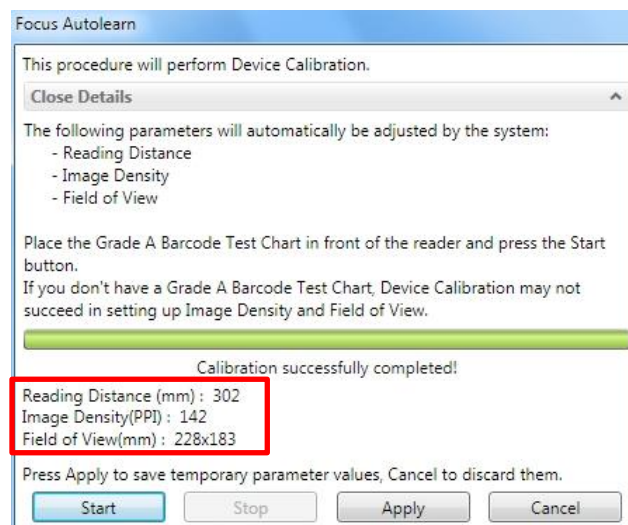 Focus Autolearn
This procedure will perform Device Calibration.
Close Details
The following parameters will automatically be adjusted by the system:
- Reading Distance
- Image Density
- Field of View
Place the Grade A Barcode Test Chart in front of the reader and press the Start
button.
If you don't have a Grade A Barcode Test Chart, Device Calibration may not
succeed in setting up Image Density and Field of View.
Calibration successfully completed!
Reading Distance (mm) : 302
Image Density(PPI) : 142
Field of View(mm) : 228x183
Press Apply to save temporary parameter values, Cancel to discard them.
Start Stop Apply Cancel